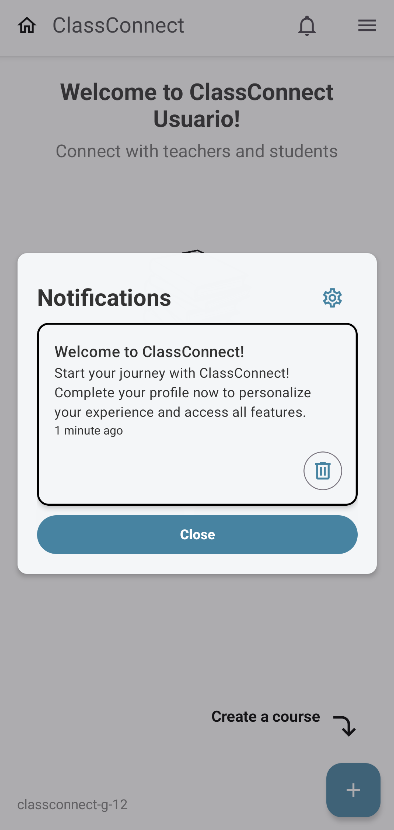 ClassConnect
Welcome to ClassConnect
Usuario!
Connect with teachers and students
Notifications
Welcome to ClassConnect!
Start your journey with ClassConnect!
Complete your profile now to personalize
your experience and access all features.
1 minute ago
Close
Create a course
+
classconnect-g-12